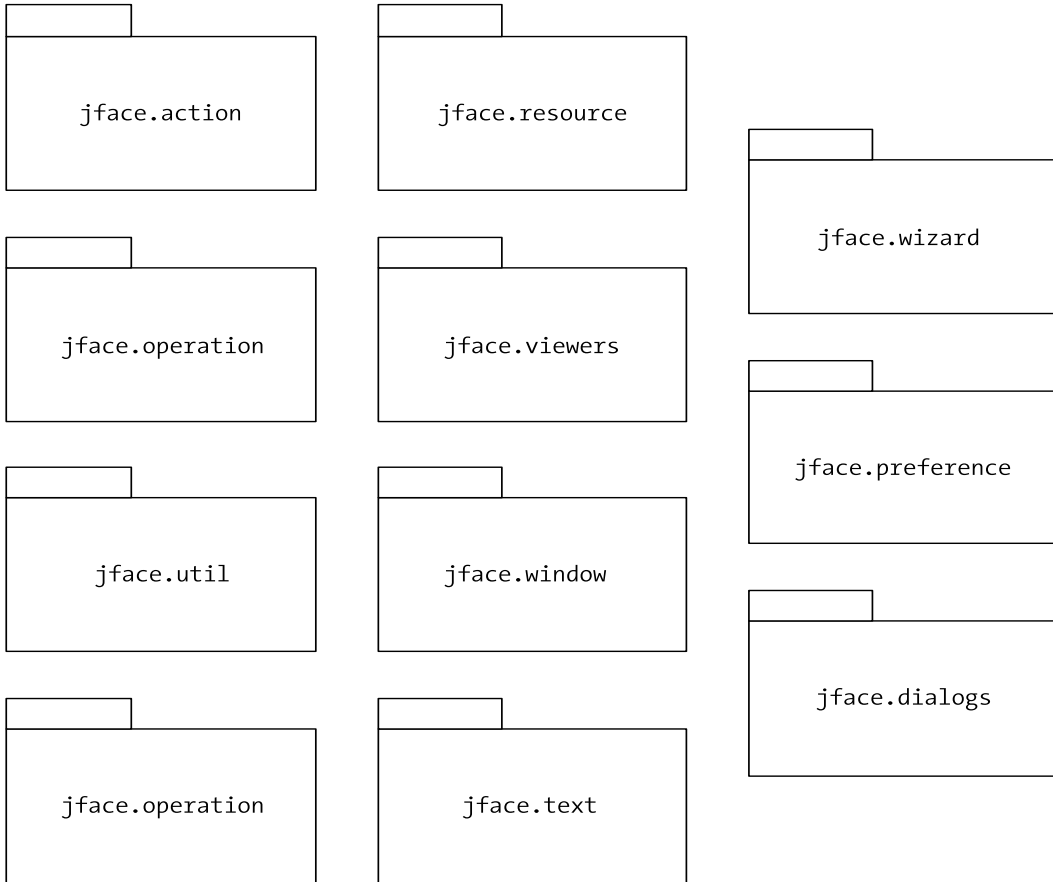 jface.action
jface.resource
jface.wizard
jface.operation
jface.viewers
jface.preference
jface.util
jface.window
jface.dialogs
jface.operation
jface.text